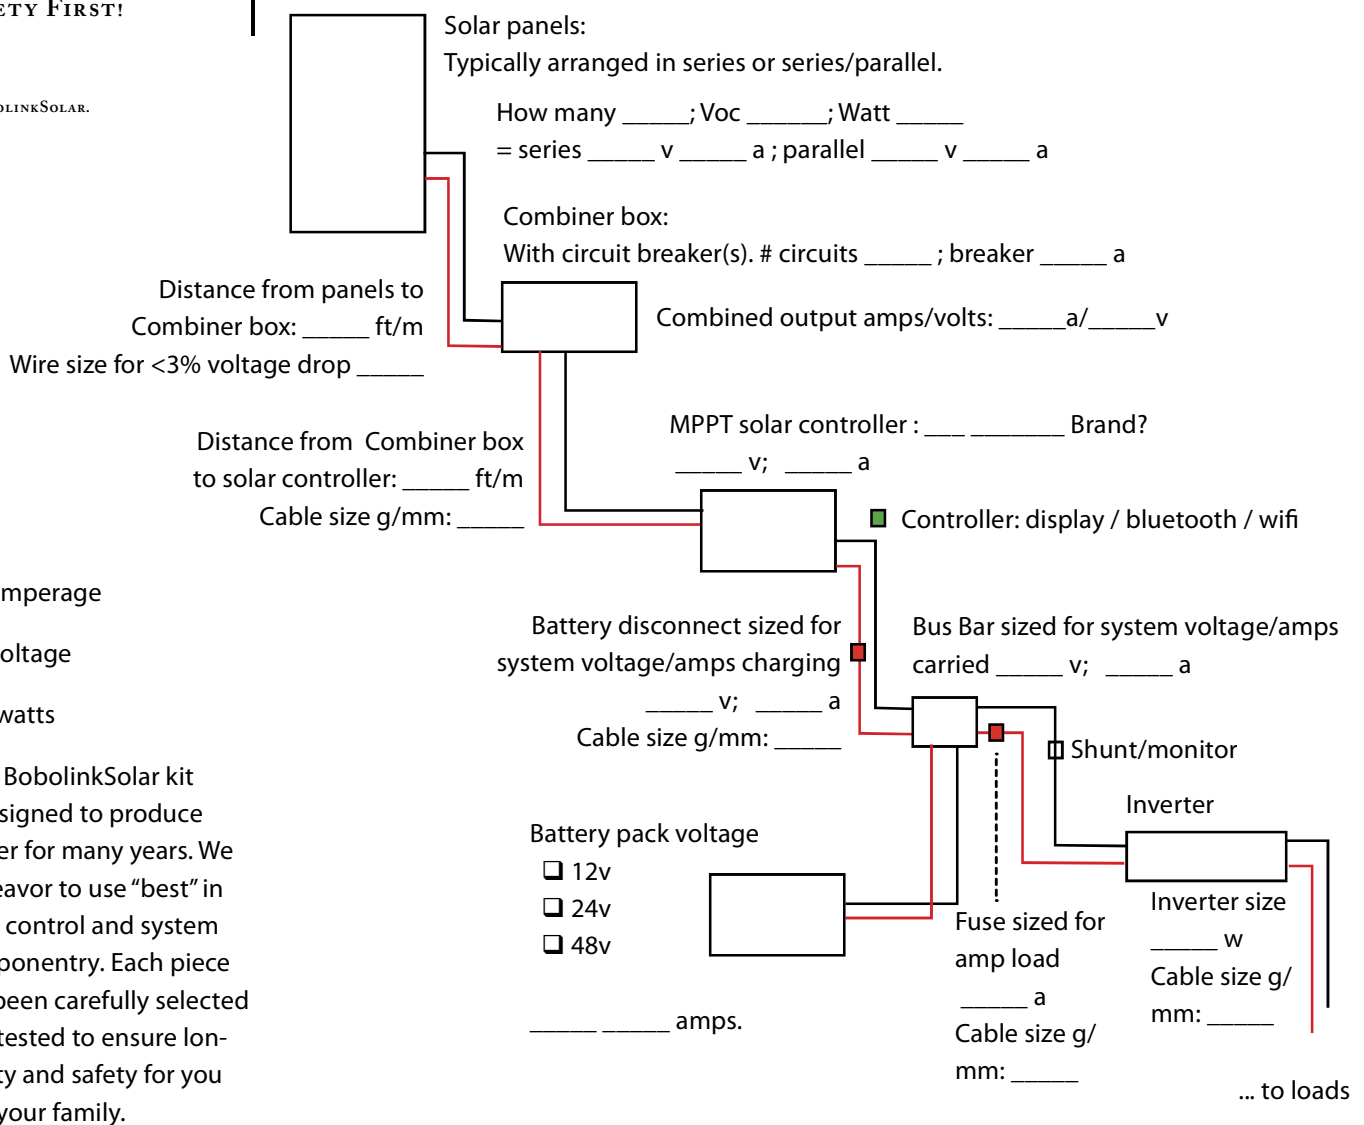 ETY FIRST!
OLINKSOLAR.
Solar panels:
Typically arranged in series or series/parallel.
How many _____; Voc ______; Watt _____
= series _____ v _____ a ; parallel _____ v _____ a
Combiner box:
With circuit breaker(s). # circuits _____ ; breaker _____ a
Distance from panels to
Combiner box: _____ ft/m
Wire size for <3% voltage drop _____
Combined output amps/volts: _____a/_____v
Distance from  Combiner box
to solar controller: _____ ft/m
Cable size g/mm: _____
MPPT solar controller : ___ _______ Brand?
_____ v;  _____ a
Controller: display / bluetooth / wifi
mperage
oltage
watts
BobolinkSolar kit
signed to produce
er for many years. We
eavor to use “best” in
control and system
ponentry. Each piece
been carefully selected
tested to ensure lon-
ty and safety for you
your family.
Battery disconnect sized for
system voltage/amps charging
_____ v;  _____ a
Cable size g/mm: _____
Bus Bar sized for system voltage/amps
carried _____ v;  _____ a
Shunt/monitor
Inverter
Battery pack voltage
❏ 12v
❏ 24v
❏ 48v
_____ _____ amps.
Fuse sized for
amp load
_____ a
Cable size g/
mm: _____
Inverter size
_____ w
Cable size g/
mm: _____
... to loads